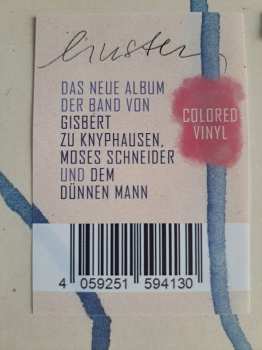 husten
DAS NEUE ALBUM
DER BAND VON
GISBERT
ZU KNYPHAUSEN,
MOSES SCHNEIDER
UND DEM
DÜNNEN MANN
COLORED
VINYL
4 059251 594130